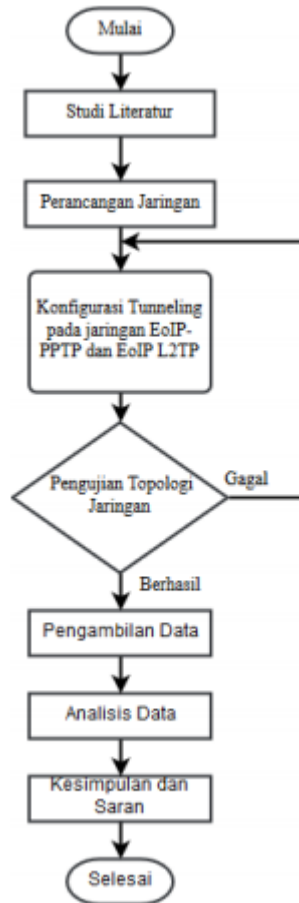 Mulai
Studi Literatur
Perancangan Jaringan
Konfigurasi Tunneling
pada jaringan EoIP-
PPTP dan EoIP L2TP
Pengujian Topologi
Jaringan
Gagal
Berhasil
Pengambilan Data
Analisis Data
Kesimpulan dan
Saran
Selesai